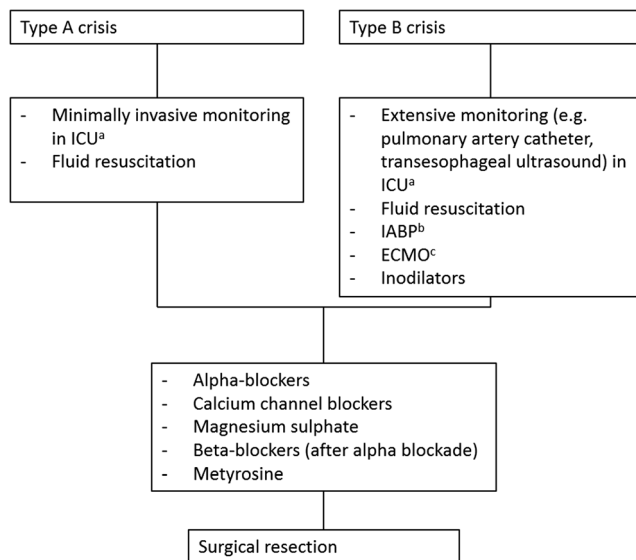 Type A crisis
Type B crisis
- Minimally invasive monitoring
in ICUᵃ
- Fluid resuscitation
- Extensive monitoring (e.g.
pulmonary artery catheter,
transesophageal ultrasound) in
ICUᵃ
- Fluid resuscitation
- IABPᵇ
- ECMOᶜ
- Inodilators
- Alpha-blockers
- Calcium channel blockers
- Magnesium sulphate
- Beta-blockers (after alpha blockade)
- Metyrosine
Surgical resection